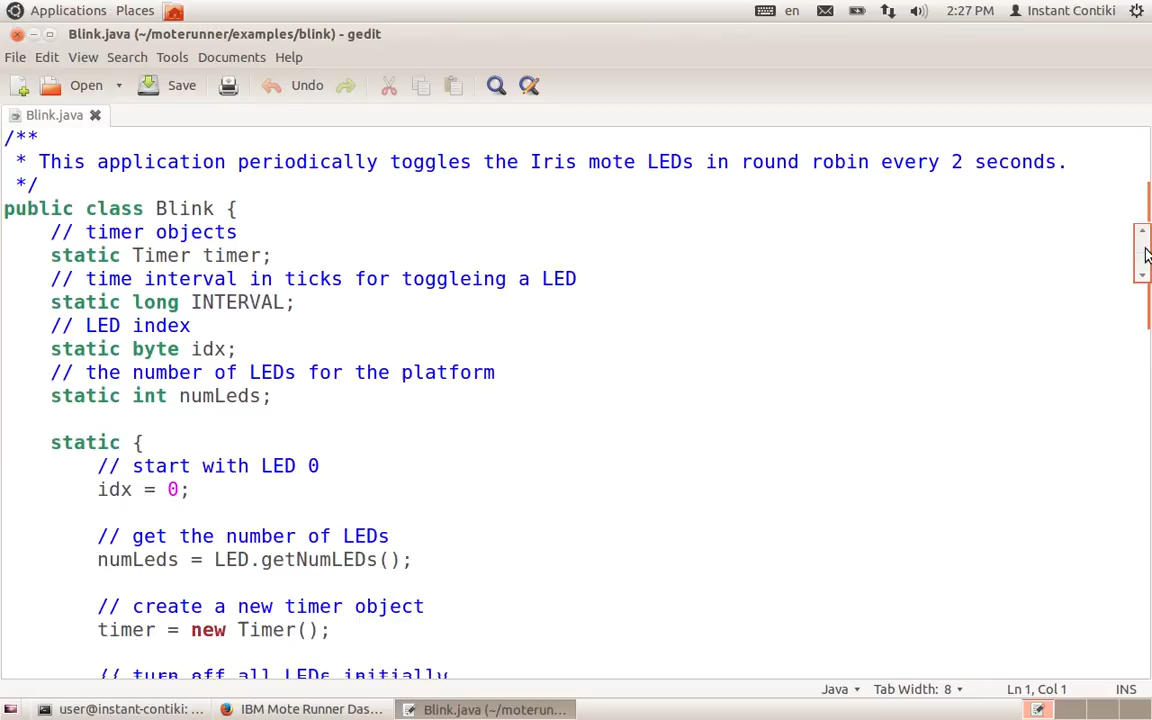 Applications Places en 2:27 PM Instant Contiki
Blink.java (~/moterunner/examples/blink) - gedit
File Edit View Search Tools Documents Help
Open Save Undo
Blink.java
/**
 * This application periodically toggles the Iris mote LEDs in round robin every 2 seconds.
 */
public class Blink {
    // timer objects
    static Timer timer;
    // time interval in ticks for toggleing a LED
    static long INTERVAL;
    // LED index
    static byte idx;
    // the number of LEDs for the platform
    static int numLeds;
    static {
        // start with LED 0
        idx = 0;
        // get the number of LEDs
        numLeds = LED.getNumLEDs();
        // create a new timer object
        timer = new Timer();
        // turn off all LEDs initially
Java Tab Width: 8 Ln 1, Col 1 INS
user@instant-contiki: ... IBM Mote Runner Das... Blink.java (~/moterun...